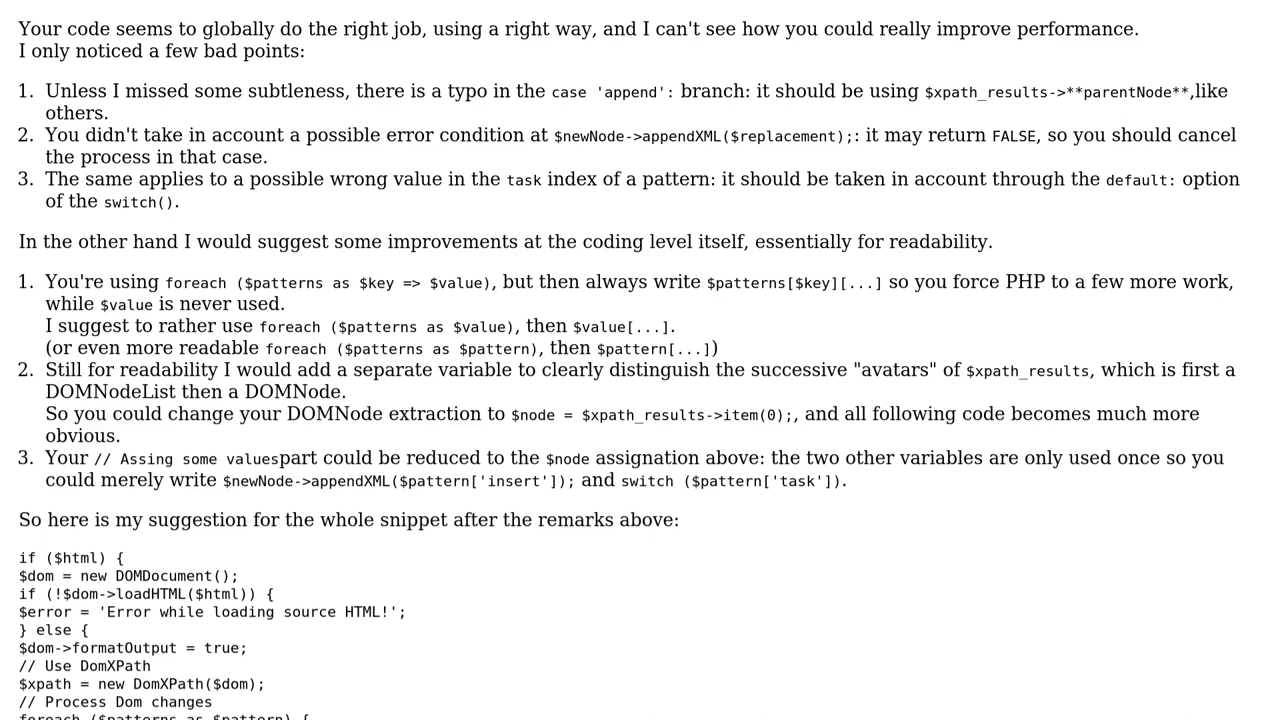 Your code seems to globally do the right job, using a right way, and I can't see how you could really improve performance.
I only noticed a few bad points:
1. Unless I missed some subtleness, there is a typo in the case 'append': branch: it should be using $xpath_results->**parentNode**,like
others.
2. You didn't take in account a possible error condition at $newNode->appendXML($replacement);: it may return FALSE, so you should cancel
the process in that case.
3. The same applies to a possible wrong value in the task index of a pattern: it should be taken in account through the default: option
of the switch().
In the other hand I would suggest some improvements at the coding level itself, essentially for readability.
1. You're using foreach ($patterns as $key => $value), but then always write $patterns[$key][...] so you force PHP to a few more work,
while $value is never used.
I suggest to rather use foreach ($patterns as $value), then $value[...].
(or even more readable foreach ($patterns as $pattern), then $pattern[...])
2. Still for readability I would add a separate variable to clearly distinguish the successive "avatars" of $xpath_results, which is first a
DOMNodeList then a DOMNode.
So you could change your DOMNode extraction to $node = $xpath_results->item(0);, and all following code becomes much more
obvious.
3. Your // Assing some valuespart could be reduced to the $node assignation above: the two other variables are only used once so you
could merely write $newNode->appendXML($pattern['insert']); and switch ($pattern['task']).
So here is my suggestion for the whole snippet after the remarks above:
if ($html) {
$dom = new DOMDocument();
if (!$dom->loadHTML($html)) {
$error = 'Error while loading source HTML!';
} else {
$dom->formatOutput = true;
// Use DomXPath
$xpath = new DomXPath($dom);
// Process Dom changes
foreach ($patterns as $pattern) {